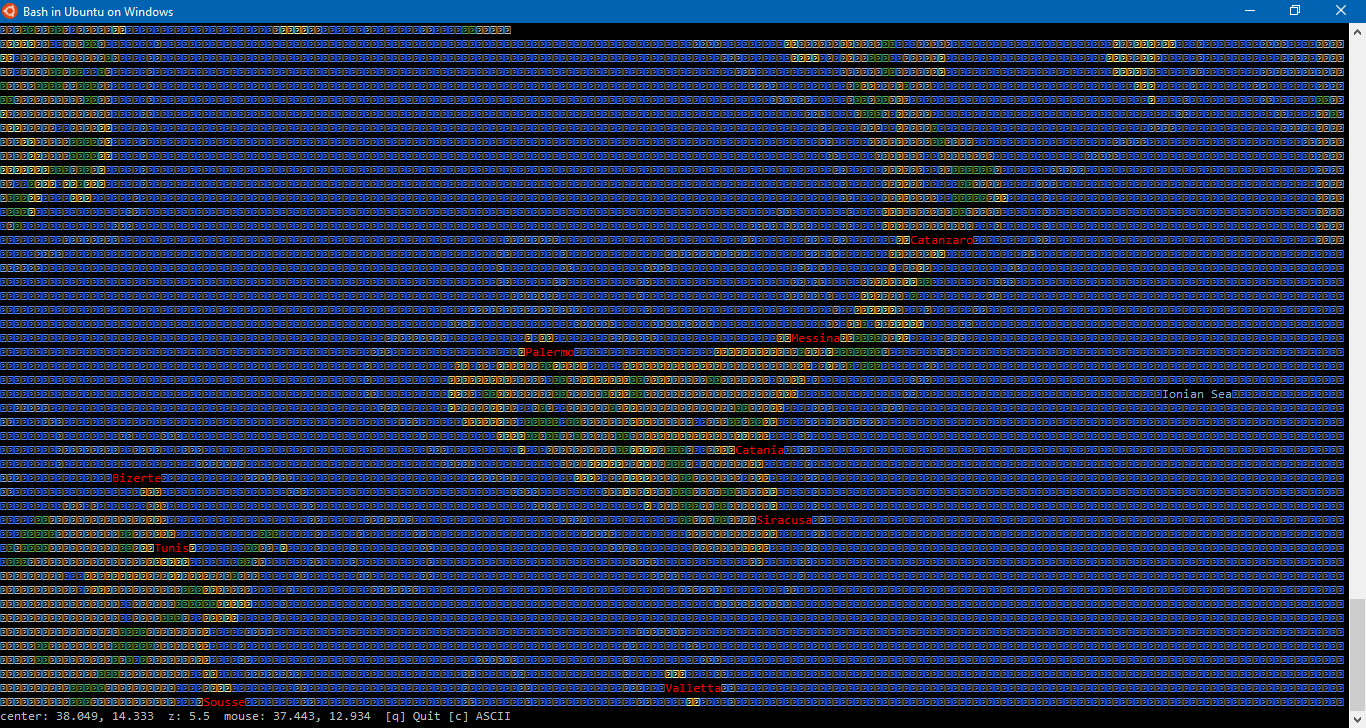 Bash in Ubuntu on Windows
Catanzaro
Messina
Palermo
Ionian Sea
Catania
Bizerte
Siracusa
Tunis
Valletta
Sousse
center: 38.049, 14.333 z: 5.5 mouse: 37.443, 12.934 [q] Quit [c] ASCII